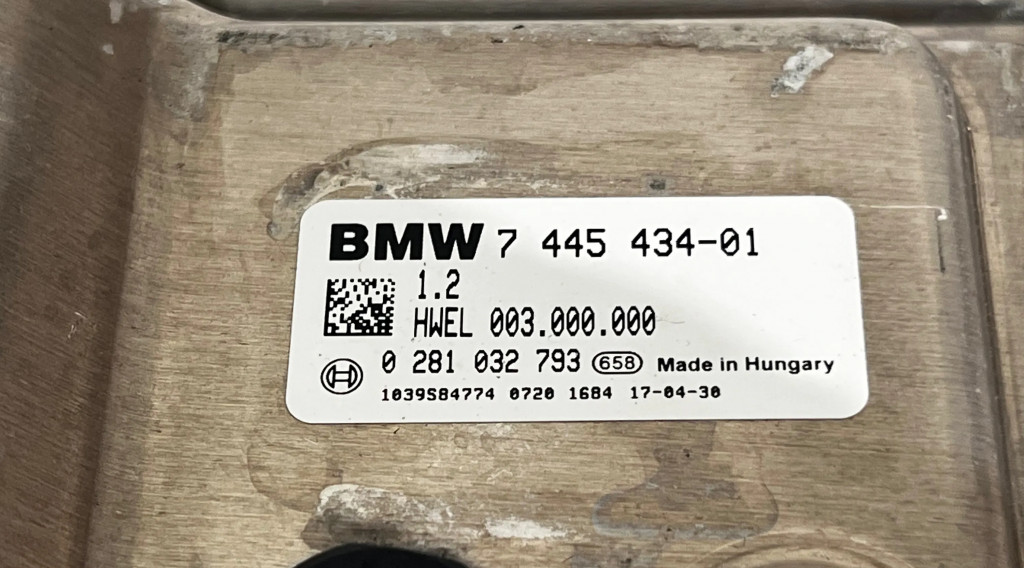 BMW 7 445 434-01
1.2
HWEL 003.000.000
0 281 032 793 658 Made in Hungary
1039S84774 0720 1684 17-04-30